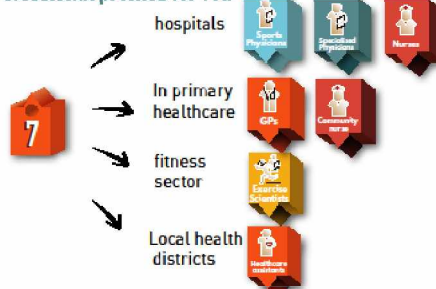 hospitals
Sports
Physicians
Specialized
Physicians
Nurses
7
In primary
healthcare
GPs
Community
nurse
fitness
sector
Exercise
Scientists
Local health
districts
Healthcare
assistants